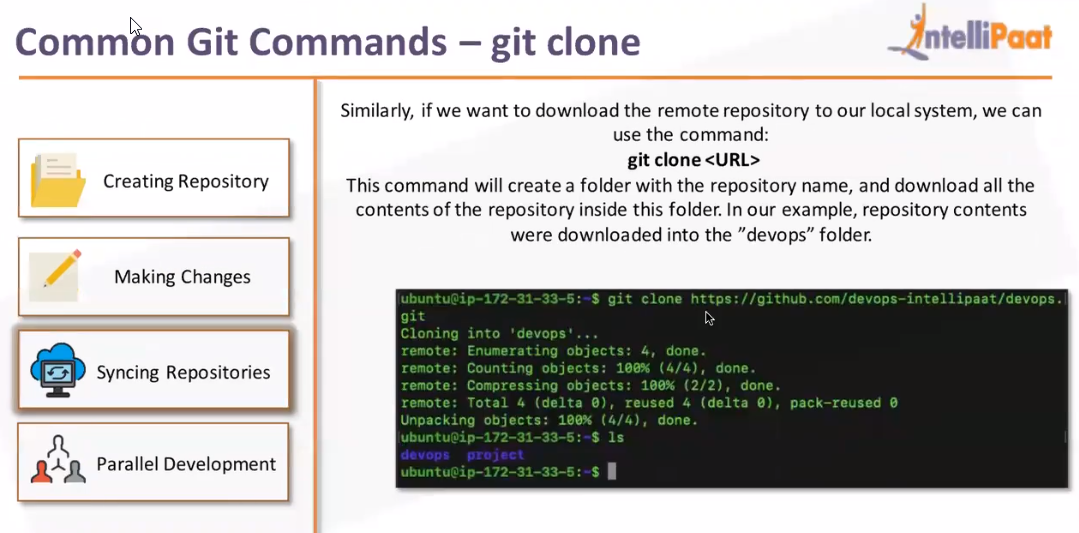 Common Git Commands – git clone
IntelliPaat
Creating Repository
Making Changes
Syncing Repositories
Parallel Development
Similarly, if we want to download the remote repository to our local system, we can
use the command:
git clone <URL>
This command will create a folder with the repository name, and download all the
contents of the repository inside this folder. In our example, repository contents
were downloaded into the ”devops” folder.
ubuntu@ip-172-31-33-5:~$ git clone https://github.com/devops-intellipaat/devops.
git
Cloning into 'devops'...
remote: Enumerating objects: 4, done.
remote: Counting objects: 100% (4/4), done.
remote: Compressing objects: 100% (2/2), done.
remote: Total 4 (delta 0), reused 4 (delta 0), pack-reused 0
Unpacking objects: 100% (4/4), done.
ubuntu@ip-172-31-33-5:~$ ls
devops  project
ubuntu@ip-172-31-33-5:~$